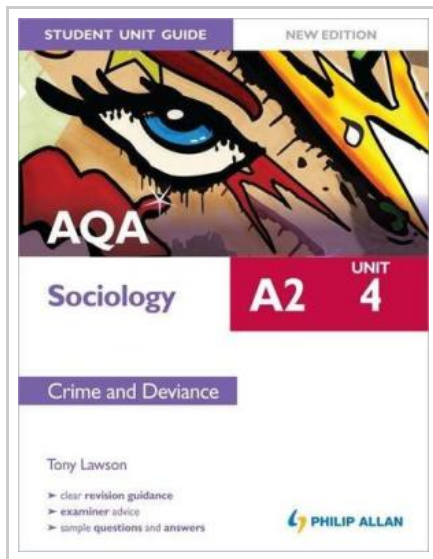 STUDENT UNIT GUIDE
NEW EDITION
AQA
Sociology
A2
UNIT
4
Crime and Deviance
Tony Lawson
➤ clear revision guidance
➤ examiner advice
➤ sample questions and answers
PHILIP ALLAN